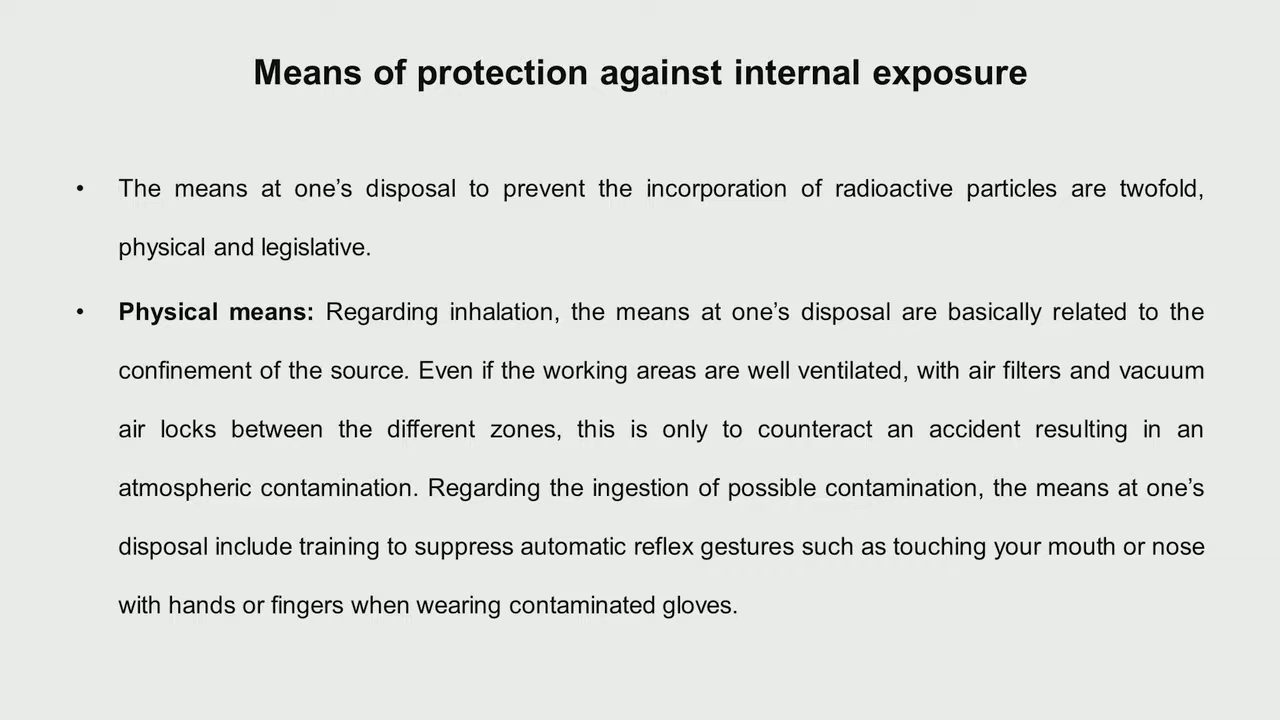 Means of protection against internal exposure
• The means at one’s disposal to prevent the incorporation of radioactive particles are twofold,
physical and legislative.
• Physical means: Regarding inhalation, the means at one’s disposal are basically related to the
confinement of the source. Even if the working areas are well ventilated, with air filters and vacuum
air locks between the different zones, this is only to counteract an accident resulting in an
atmospheric contamination. Regarding the ingestion of possible contamination, the means at one’s
disposal include training to suppress automatic reflex gestures such as touching your mouth or nose
with hands or fingers when wearing contaminated gloves.